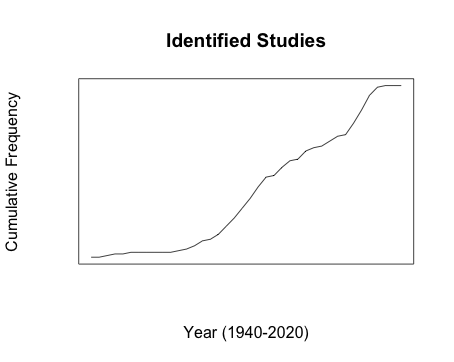 Identified Studies
Cumulative Frequency
Year (1940-2020)